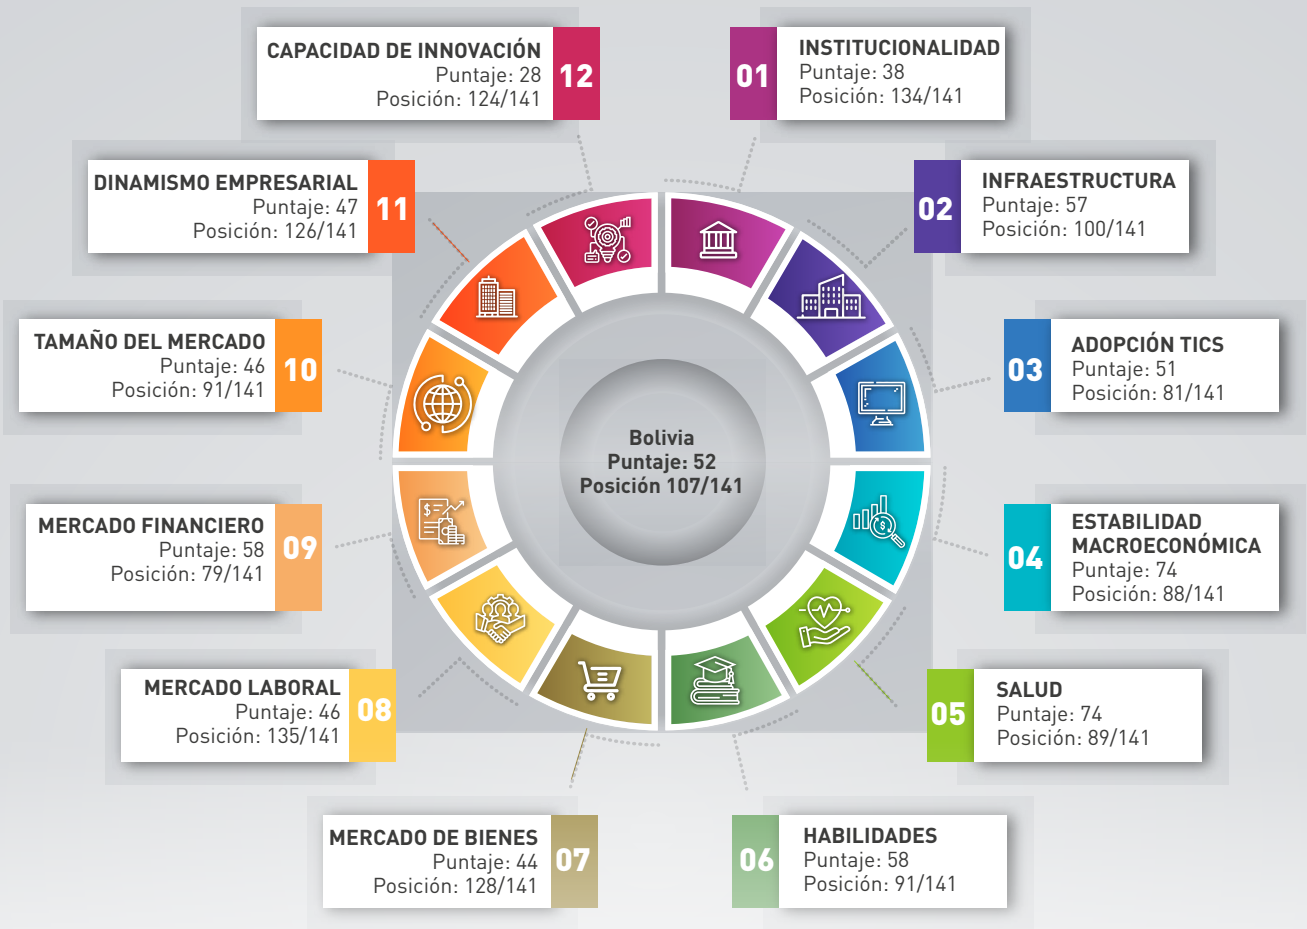 01
INSTITUCIONALIDAD
Puntaje: 38
Posición: 134/141
02
INFRAESTRUCTURA
Puntaje: 57
Posición: 100/141
03
ADOPCIÓN TICS
Puntaje: 51
Posición: 81/141
04
ESTABILIDAD
MACROECONÓMICA
Puntaje: 74
Posición: 88/141
05
SALUD
Puntaje: 74
Posición: 89/141
06
HABILIDADES
Puntaje: 58
Posición: 91/141
07
MERCADO DE BIENES
Puntaje: 44
Posición: 128/141
08
MERCADO LABORAL
Puntaje: 46
Posición: 135/141
09
MERCADO FINANCIERO
Puntaje: 58
Posición: 79/141
10
TAMAÑO DEL MERCADO
Puntaje: 46
Posición: 91/141
11
DINAMISMO EMPRESARIAL
Puntaje: 47
Posición: 126/141
12
CAPACIDAD DE INNOVACIÓN
Puntaje: 28
Posición: 124/141
Bolivia
Puntaje: 52
Posición 107/141